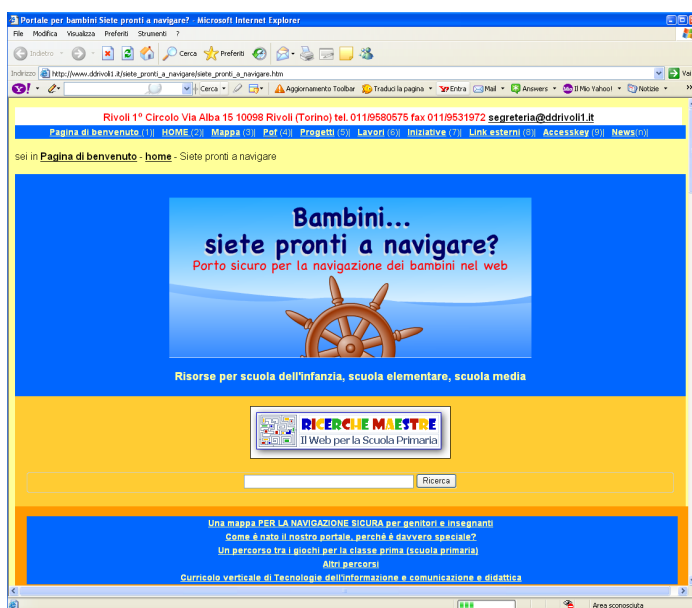 Portale per bambini Siete pronti a navigare? - Microsoft Internet Explorer
File Modifica Visualizza Preferiti Strumenti ?
Indietro Cerca Preferiti
Indirizzo http://www.ddrivoli1.it/siete_pronti_a_navigare/siete_pronti_a_navigare.htm Vai
Y! Cerca Aggiornamento Toolbar Traduci la pagina Entra Mail Answers Il Mio Yahoo! Notizie »
Rivoli 1° Circolo Via Alba 15 10098 Rivoli (Torino) tel. 011/9580575 fax 011/9531972 segreteria@ddrivoli1.it
Pagina di benvenuto (1)| HOME (2)| Mappa (3)| Pof (4)| Progetti (5)| Lavori (6)| Iniziative (7)| Link esterni (8)| Accesskey (9)| News(n)|
sei in Pagina di benvenuto - home - Siete pronti a navigare
Bambini...
siete pronti a navigare?
Porto sicuro per la navigazione dei bambini nel web
Risorse per scuola dell'infanzia, scuola elementare, scuola media
RICERCHE MAESTRE
Il Web per la Scuola Primaria
Ricerca
Una mappa PER LA NAVIGAZIONE SICURA per genitori e insegnanti
Come é nato il nostro portale, perchè è davvero speciale?
Un percorso tra i giochi per la classe prima (scuola primaria)
Altri percorsi
Curricolo verticale di Tecnologie dell'informazione e comunicazione e didattica
Area sconosciuta